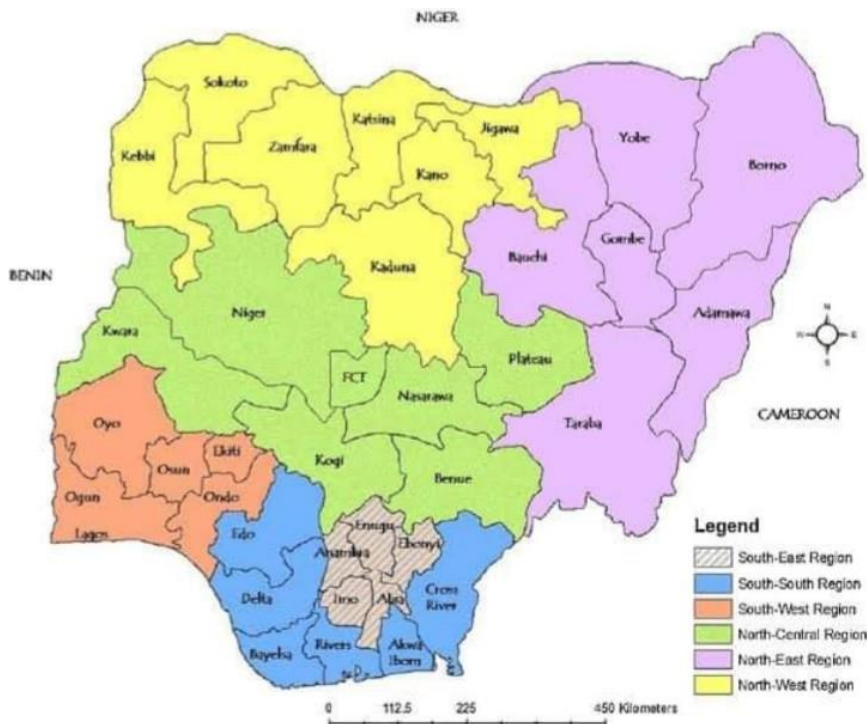 NIGER
Sokoto
Katsina
Jigawa
Yobe
Borno
Kebbi
Zamfara
Kano
Bauchi
Gombe
BENIN
Kaduna
Adamawa
Niger
N
W E
S
Kwara
Plateau
FCT
Nasarawa
CAMEROON
Oyo
Taraba
Ekiti
Osun
Kogi
Benue
Ogun
Ondo
Lagos
Edo
Enugu
Anambra
Ebonyi
Delta
Imo
Abia
Cross
River
Bayelsa
Rivers
Akwa
Ibom
Legend
South-East Region
South-South Region
South-West Region
North-Central Region
North-East Region
North-West Region
0 112.5 225 450 Kilometers